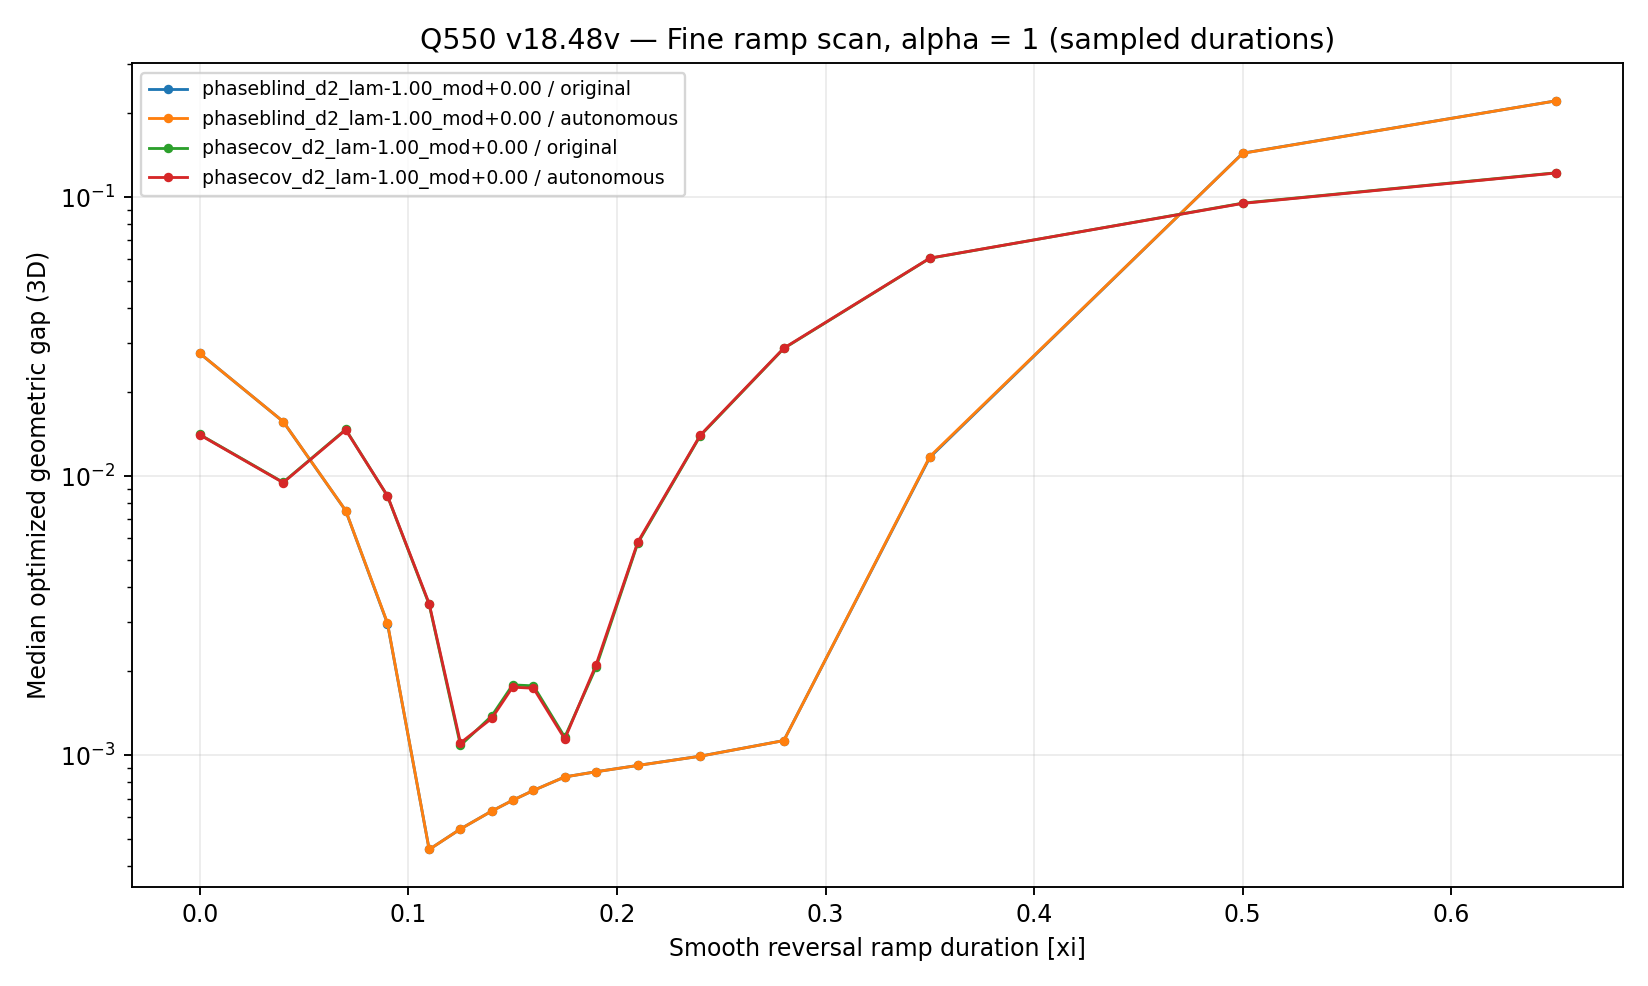 Q550 v18.48v — Fine ramp scan, alpha = 1 (sampled durations)
phaseblind_d2_lam-1.00_mod+0.00 / original
phaseblind_d2_lam-1.00_mod+0.00 / autonomous
phasecov_d2_lam-1.00_mod+0.00 / original
phasecov_d2_lam-1.00_mod+0.00 / autonomous
Median optimized geometric gap (3D)
10⁻¹
10⁻²
10⁻³
0.0 0.1 0.2 0.3 0.4 0.5 0.6
Smooth reversal ramp duration [xi]